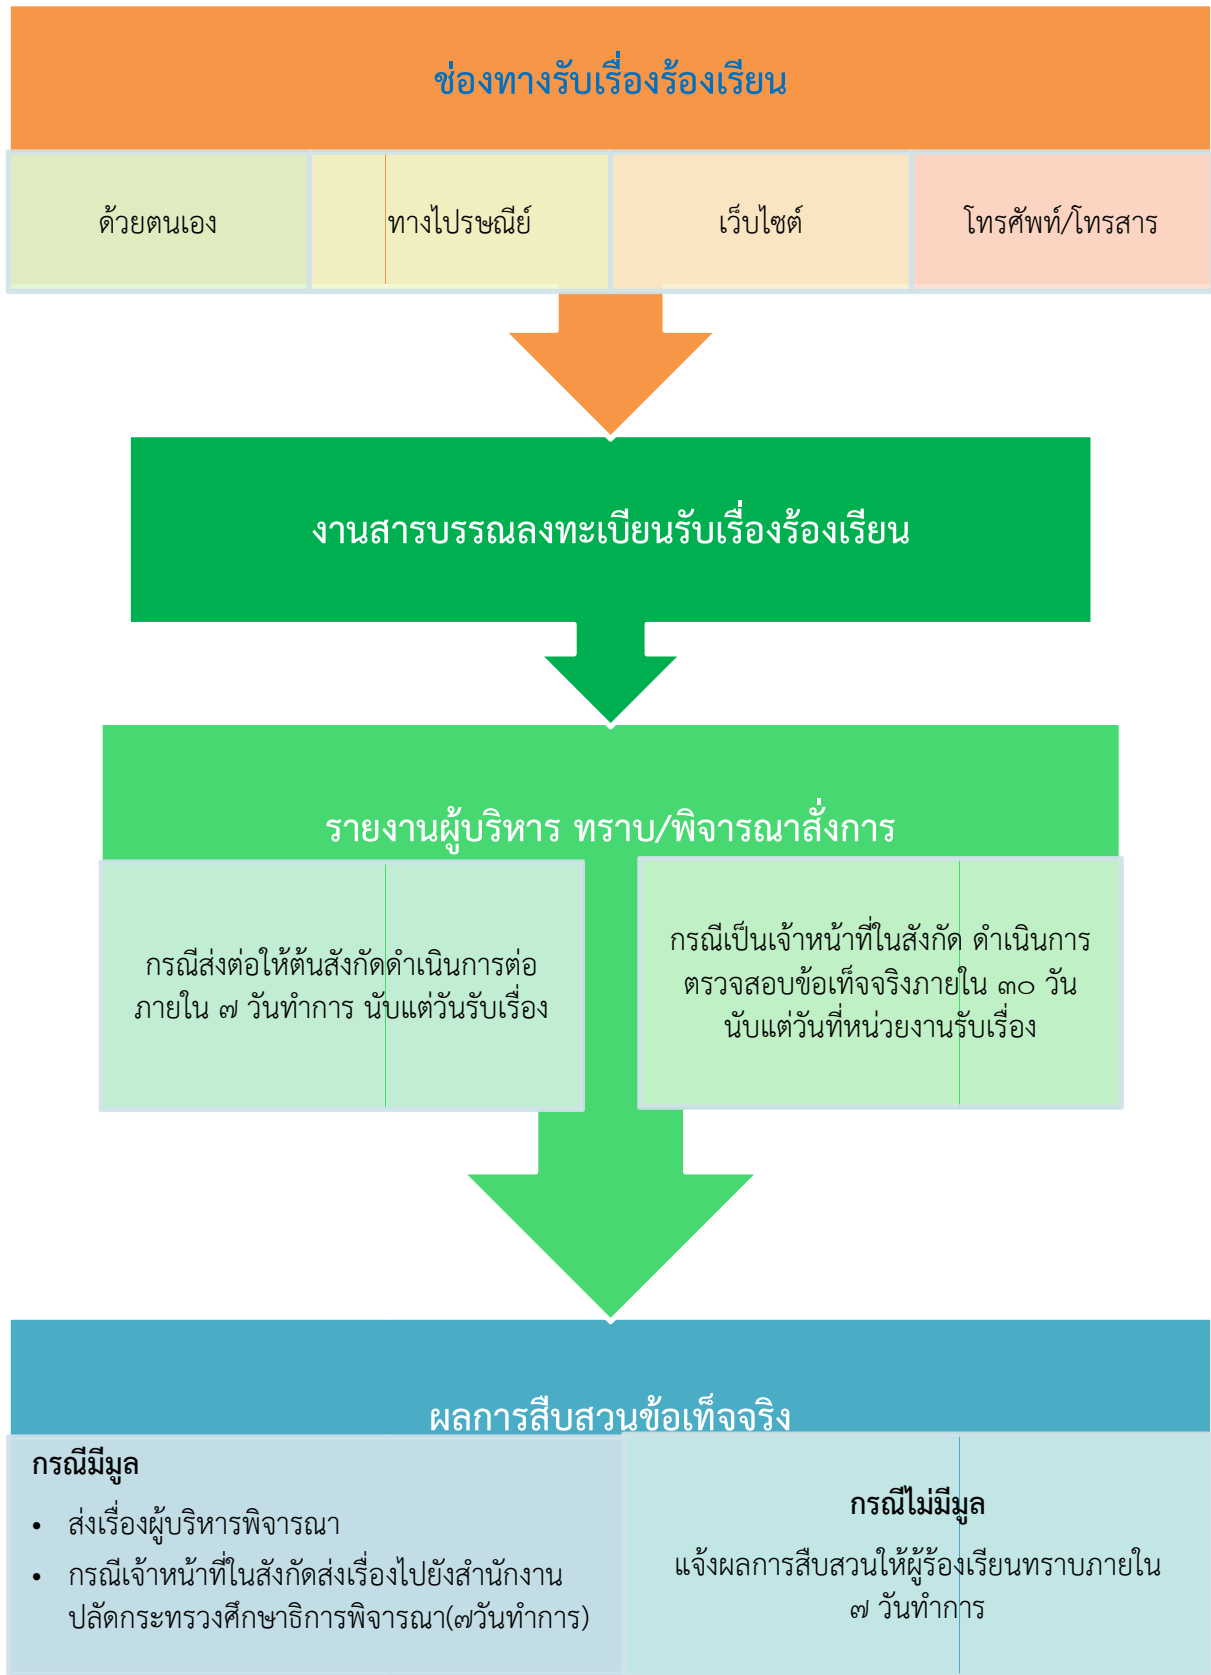 ช่องทางรับเรื่องร้องเรียน
ด้วยตนเอง
ทางไปรษณีย์
เว็บไซต์
โทรศัพท์/โทรสาร
งานสารบรรณลงทะเบียนรับเรื่องร้องเรียน
รายงานผู้บริหาร ทราบ/พิจารณาสั่งการ
กรณีส่งต่อให้ต้นสังกัดดำเนินการต่อ
ภายใน ๗ วันทำการ นับแต่วันรับเรื่อง
กรณีเป็นเจ้าหน้าที่ในสังกัด ดำเนินการ
ตรวจสอบข้อเท็จจริงภายใน ๓๐ วัน
นับแต่วันที่หน่วยงานรับเรื่อง
ผลการสืบสวนข้อเท็จจริง
กรณีมีมูล
• ส่งเรื่องผู้บริหารพิจารณา
• กรณีเจ้าหน้าที่ในสังกัดส่งเรื่องไปยังสำนักงาน
ปลัดกระทรวงศึกษาธิการพิจารณา(๗วันทำการ)
กรณีไม่มีมูล
แจ้งผลการสืบสวนให้ผู้ร้องเรียนทราบภายใน
๗ วันทำการ